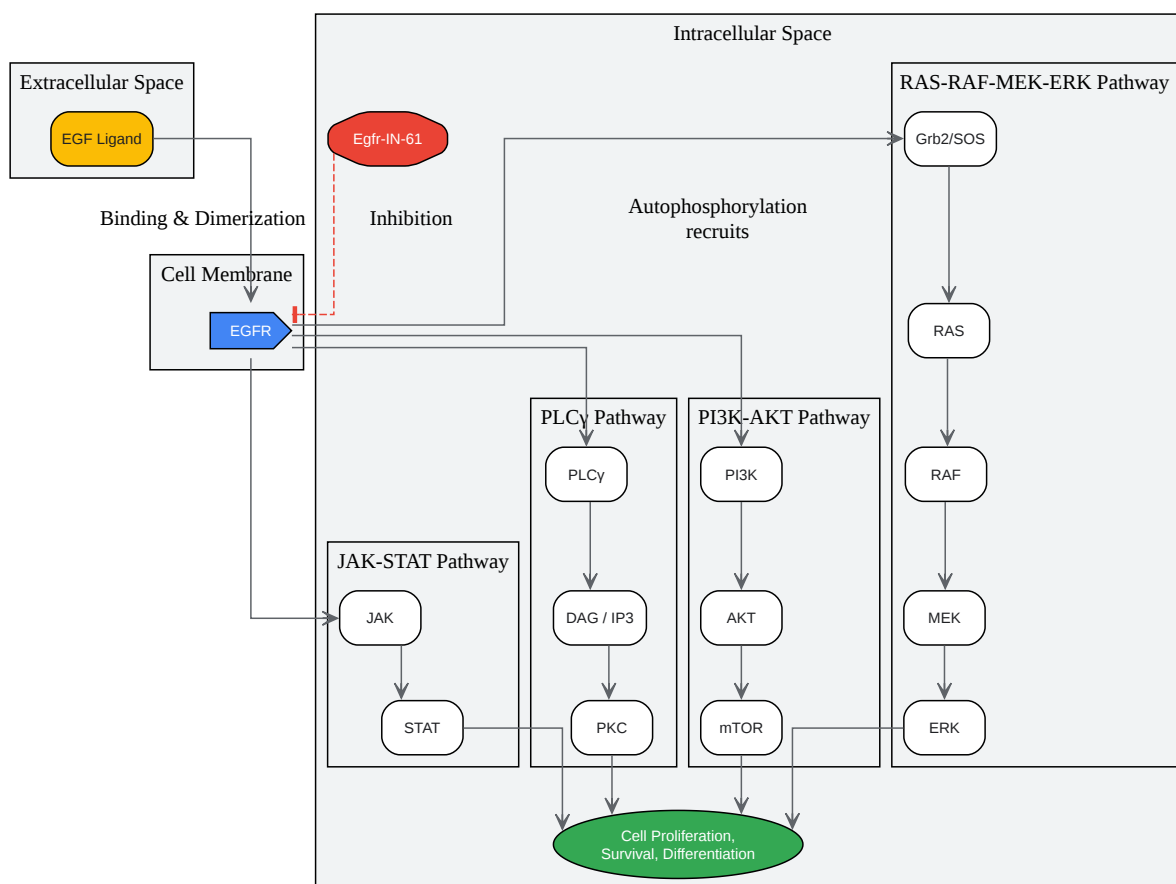 Intracellular Space
Extracellular Space
RAS-RAF-MEK-ERK Pathway
EGF Ligand
Egfr-IN-61
Grb2/SOS
Binding & Dimerization
Inhibition
Autophosphorylation
recruits
Cell Membrane
EGFR
RAS
PLCγ Pathway
PI3K-AKT Pathway
PLCγ
PI3K
RAF
JAK-STAT Pathway
JAK
DAG / IP3
AKT
MEK
STAT
PKC
mTOR
ERK
Cell Proliferation,
Survival, Differentiation